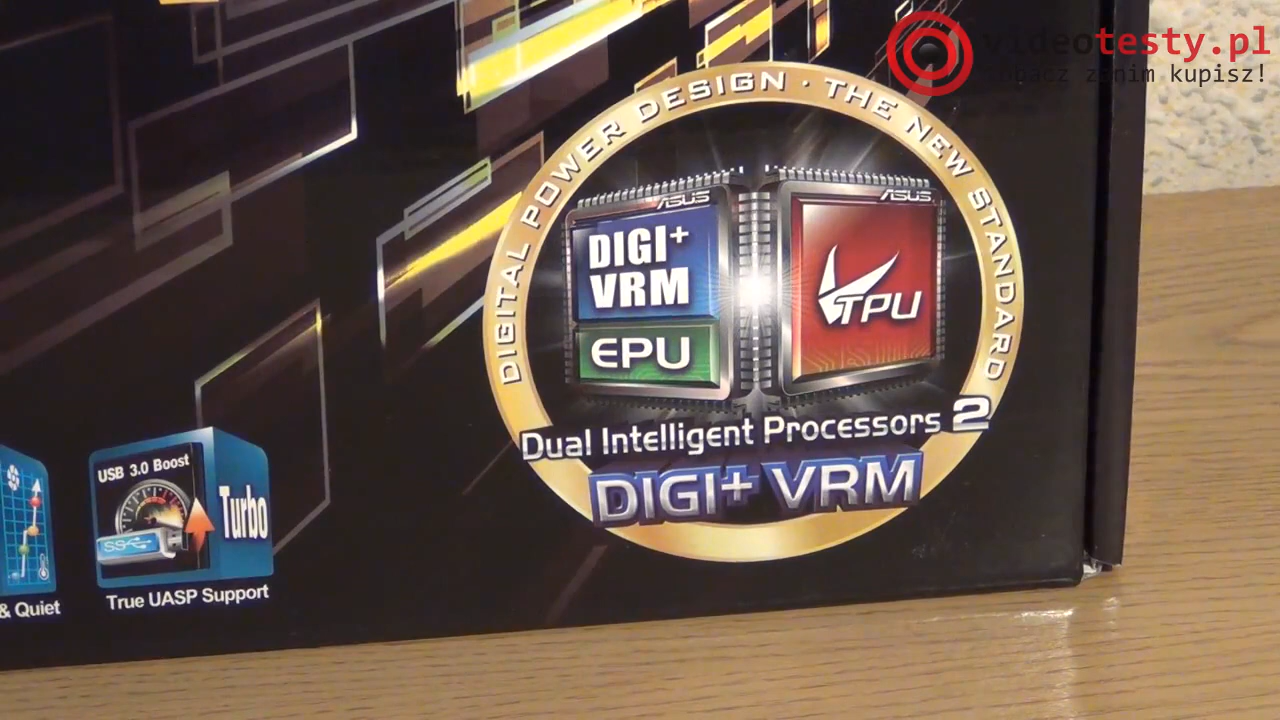 videotesty.pl
zobacz zanim kupisz!
DIGITAL POWER DESIGN · THE NEW STANDARD
ASUS
DIGI+
VRM
EPU
ASUS
TPU
Dual Intelligent Processors 2
DIGI+ VRM
USB 3.0 Boost
SS
Turbo
True UASP Support
& Quiet